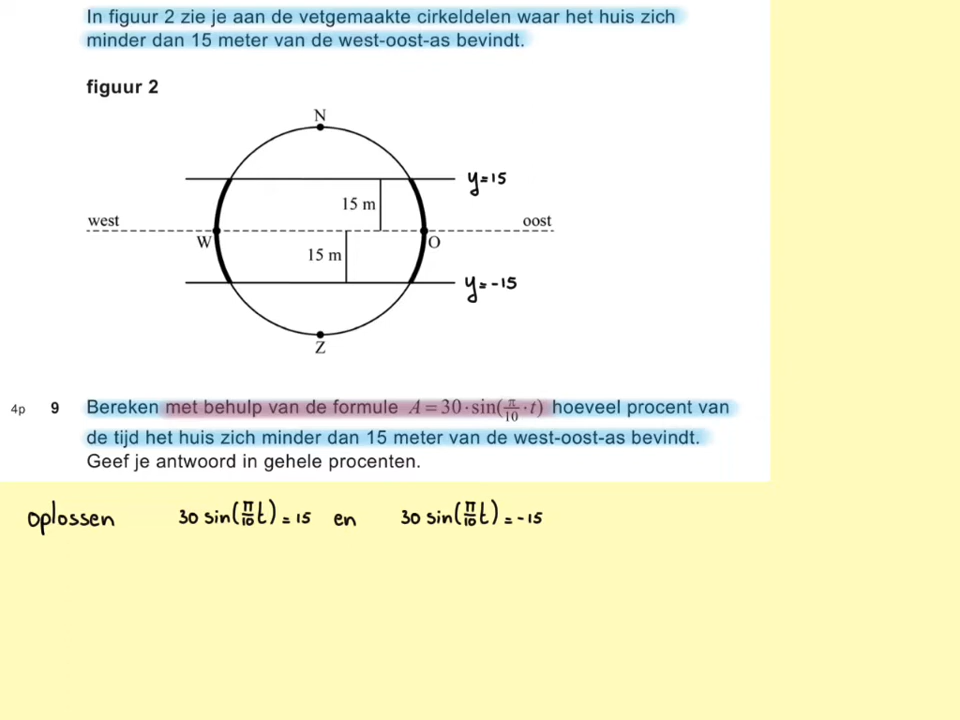 In figuur 2 zie je aan de vetgemaakte cirkeldelen waar het huis zich
minder dan 15 meter van de west-oost-as bevindt.
figuur 2
N
y=15
15 m
west
oost
W
O
15 m
y=-15
Z
4p 9 Bereken met behulp van de formule A = 30 · sin(π/10 · t) hoeveel procent van
de tijd het huis zich minder dan 15 meter van de west-oost-as bevindt.
Geef je antwoord in gehele procenten.
oplossen 30 sin(π/10 t) = 15 en 30 sin(π/10 t) = -15